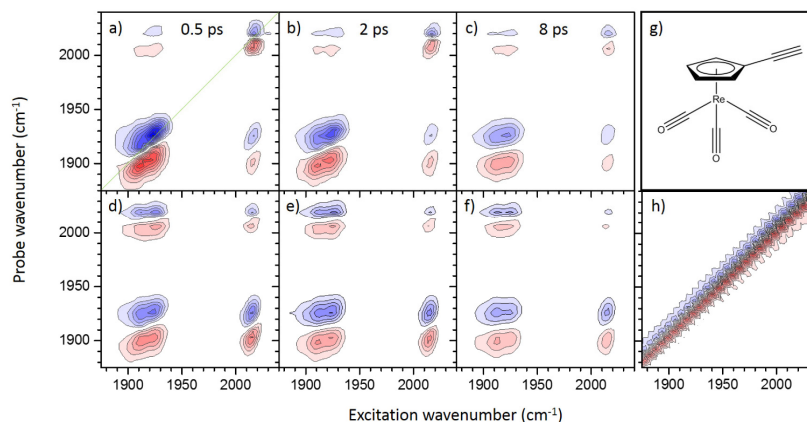 a) 0.5 ps
b) 2 ps
c) 8 ps
g)
2000
1950
1900
Re
O
O
O
Probe wavenumber (cm-1)
d)
e)
f)
h)
2000
1950
1900
1900 1950 2000
1900 1950 2000
1900 1950 2000
1900 1950 2000
Excitation wavenumber (cm-1)